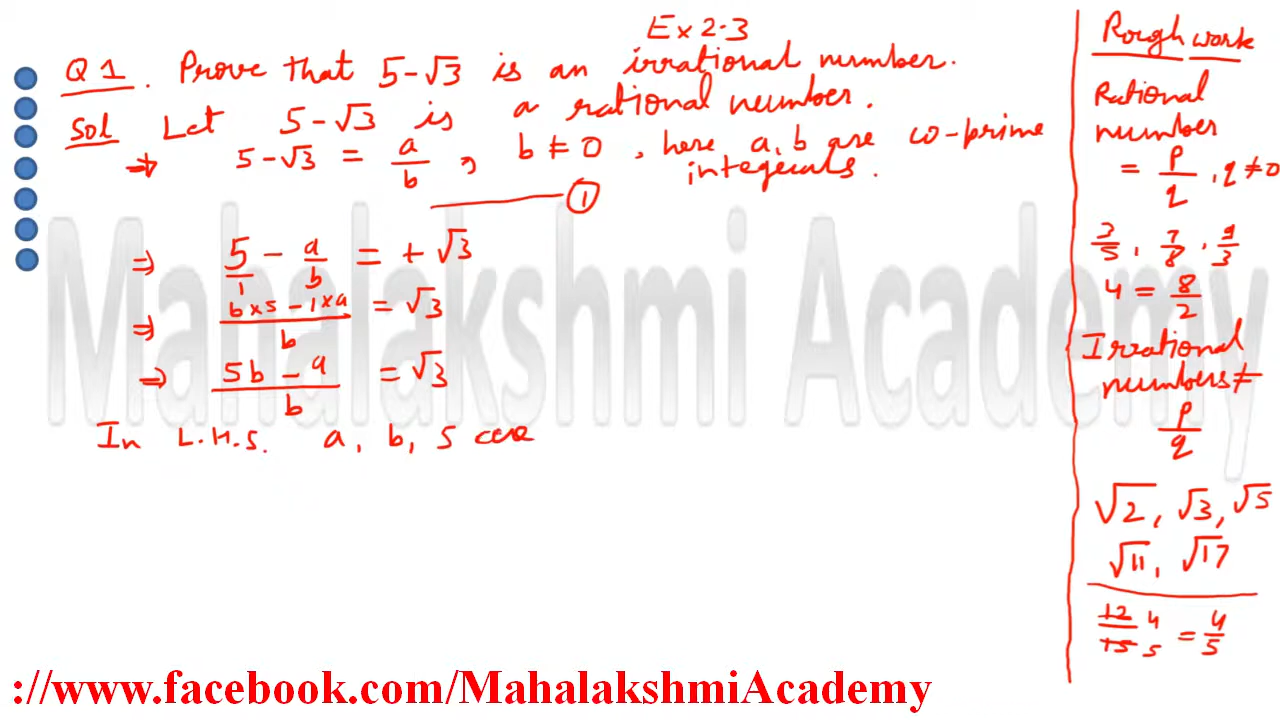 Ex 2.3
Q 1. Prove that 5-√3 is an irrational number.
Sol Let 5-√3 is a rational number.
⇒ 5-√3 = a/b, b ≠ 0, here a, b are co-prime
integerals.
①
⇒ 5/1 - a/b = + √3
⇒ (b×5 - 1×a)/b = √3
⇒ (5b - a)/b = √3
In L.H.S. a, b, 5 are
Rough work
Rational
number
= p/q, q ≠ 0
3/5, 7/8, 9/3
4 = 8/2
Irrational
numbers ≠
p/q
√2, √3, √5
√11, √17
12/15 4/5 = 4/5
Mahalakshmi Academy
://www.facebook.com/MahalakshmiAcademy